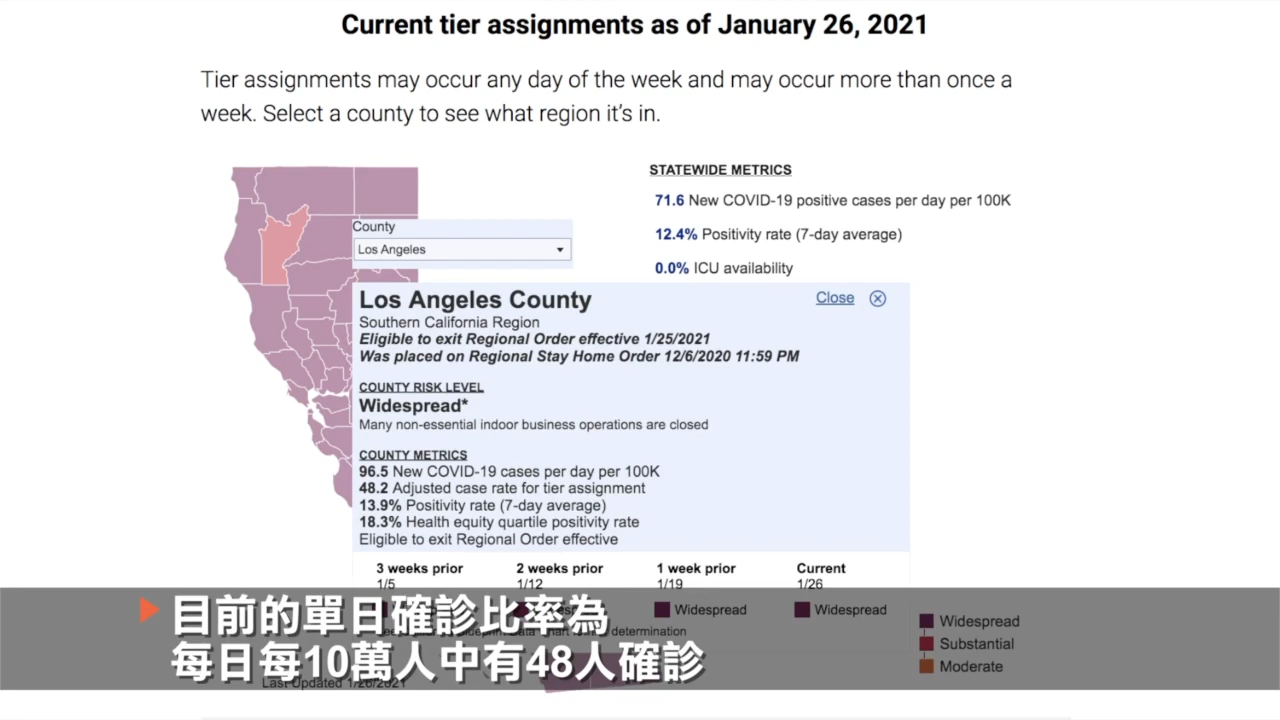 Current tier assignments as of January 26, 2021
Tier assignments may occur any day of the week and may occur more than once a
week. Select a county to see what region it's in.
STATEWIDE METRICS
71.6 New COVID-19 positive cases per day per 100K
12.4% Positivity rate (7-day average)
0.0% ICU availability
County
Los Angeles
Los Angeles County
Close
Southern California Region
Eligible to exit Regional Order effective 1/25/2021
Was placed on Regional Stay Home Order 12/6/2020 11:59 PM
COUNTY RISK LEVEL
Widespread*
Many non-essential indoor business operations are closed
COUNTY METRICS
96.5 New COVID-19 cases per day per 100K
48.2 Adjusted case rate for tier assignment
13.9% Positivity rate (7-day average)
18.3% Health equity quartile positivity rate
Eligible to exit Regional Order effective
3 weeks prior 2 weeks prior 1 week prior Current
1/5 1/12 1/19 1/26
Widespread Widespread
determination
Widespread
Substantial
Moderate
目前的單日確診比率為
每日每10萬人中有48人確診
Last Updated 1/26/2021